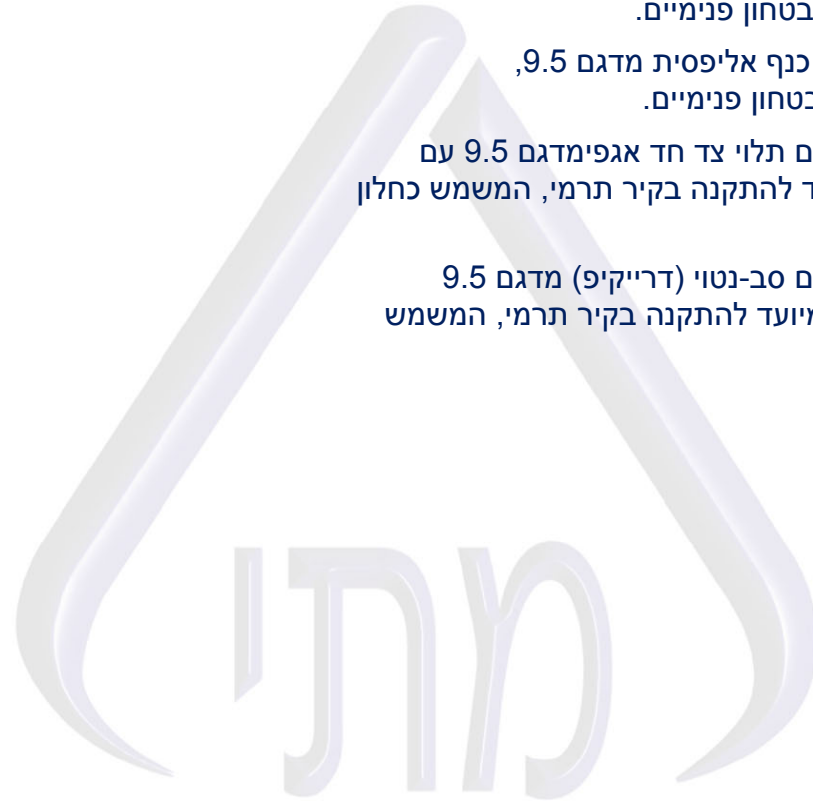 בטחון פנימיים.
כנף אליפסית מדגם 9.5,
בטחון פנימיים.
ם תלוי צד חד אגפימדגם 9.5 עם
ד להתקנה בקיר תרמי, המשמש כחלון
ם סב-נטוי (דרייקיפ) מדגם 9.5
מיועד להתקנה בקיר תרמי, המשמש
מתי